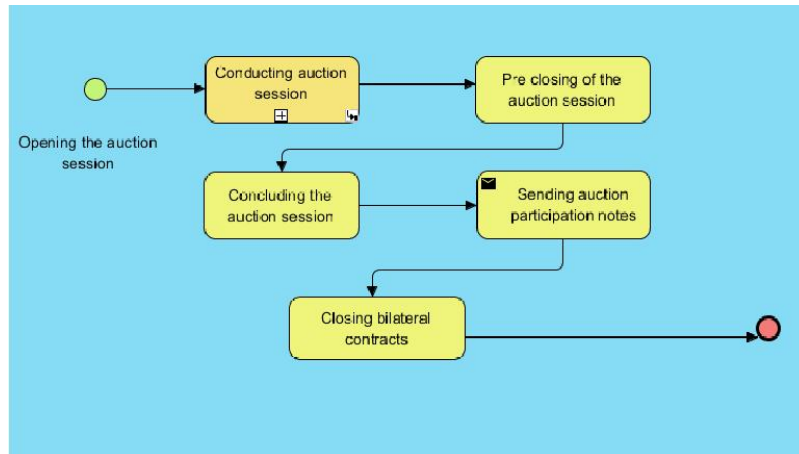 Conducting auction
session
Pre closing of the
auction session
Opening the auction
session
Concluding the
auction session
Sending auction
participation notes
Closing bilateral
contracts